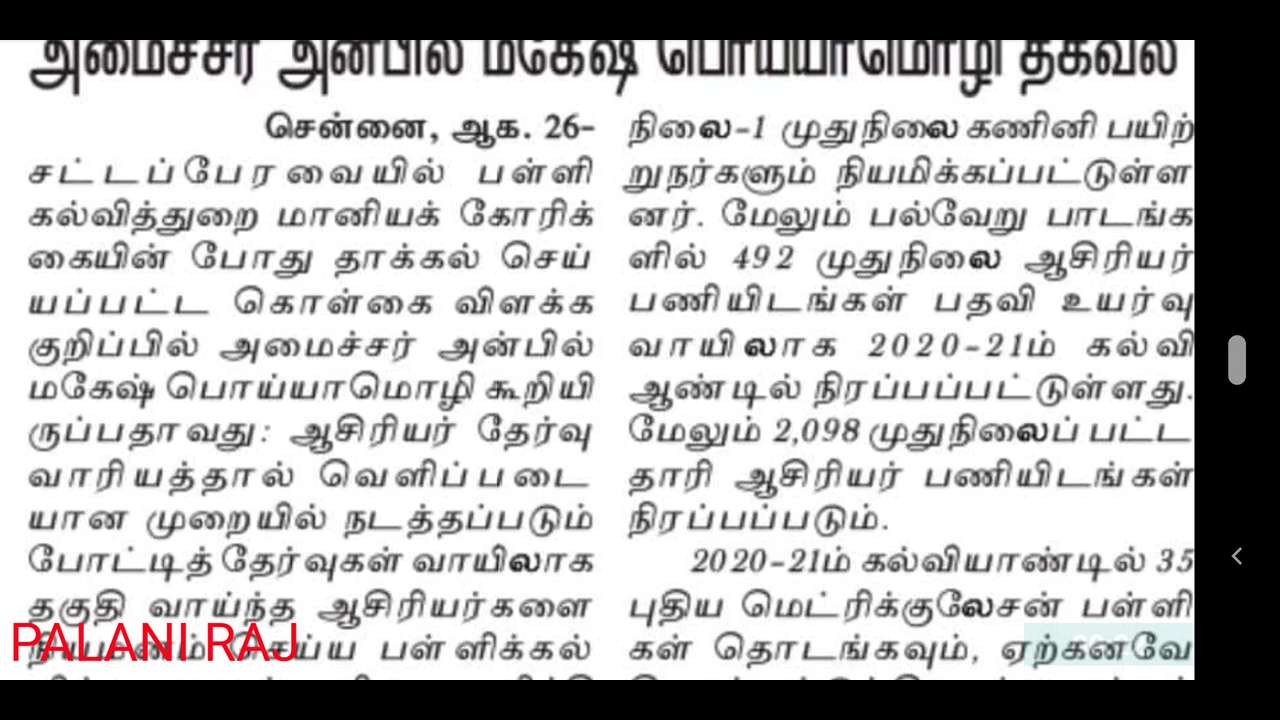 அமைச்சர் அன்பில் மகேஷ் பொய்யாமொழி தகவல்
சென்னை, ஆக. 26-
சட்டப்பேரவையில் பள்ளி
கல்வித்துறை மானியக் கோரிக்
கையின் போது தாக்கல் செய்
யப்பட்ட கொள்கை விளக்க
குறிப்பில் அமைச்சர் அன்பில்
மகேஷ் பொய்யாமொழி கூறியி
ருப்பதாவது: ஆசிரியர் தேர்வு
வாரியத்தால் வெளிப்படை
யான முறையில் நடத்தப்படும்
போட்டித் தேர்வுகள் வாயிலாக
தகுதி வாய்ந்த ஆசிரியர்களை
நியமனம் செய்ய பள்ளிக்கல்
நிலை-1 முதுநிலை கணினி பயிற்
றுநர்களும் நியமிக்கப்பட்டுள்ள
னர். மேலும் பல்வேறு பாடங்க
ளில் 492 முதுநிலை ஆசிரியர்
பணியிடங்கள் பதவி உயர்வு
வாயிலாக 2020-21ம் கல்வி
ஆண்டில் நிரப்பப்பட்டுள்ளது.
மேலும் 2,098 முதுநிலைப் பட்ட
தாரி ஆசிரியர் பணியிடங்கள்
நிரப்பப்படும்.
2020-21ம் கல்வியாண்டில் 35
புதிய மெட்ரிக்குலேசன் பள்ளி
கள் தொடங்கவும், ஏற்கனவே
PALANI RAJ